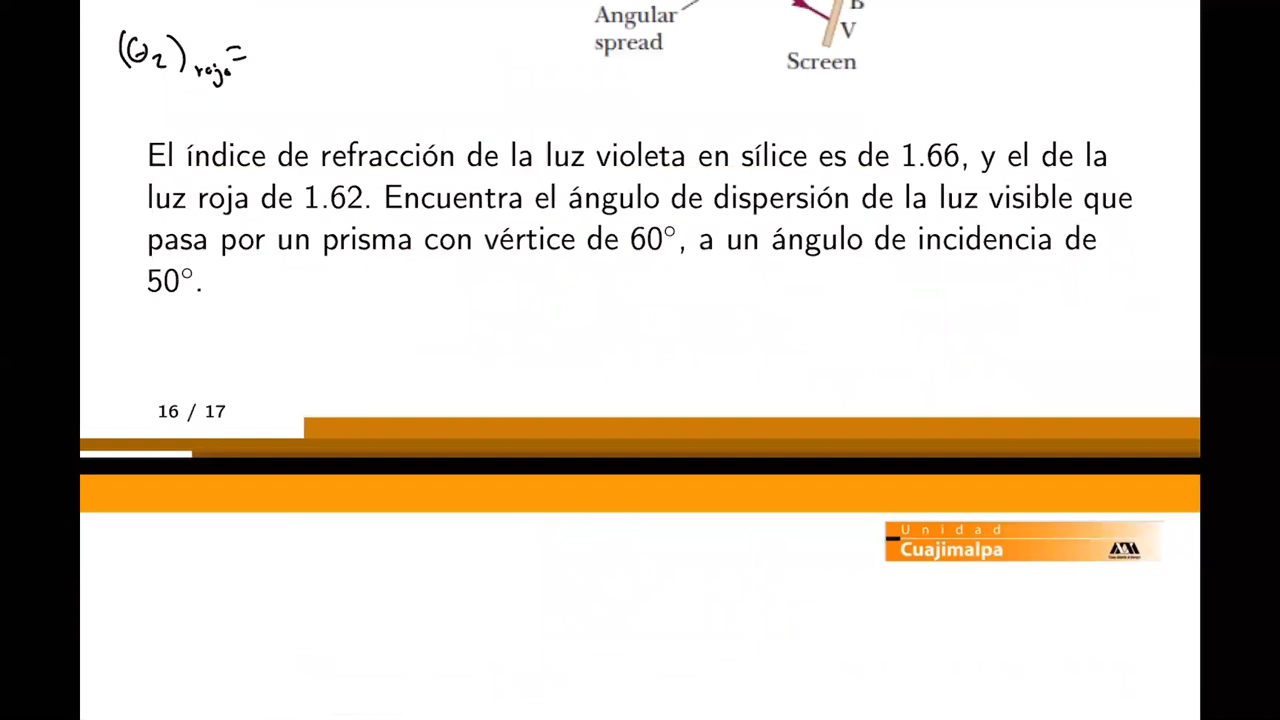 Angular
spread
B
V
Screen
(θ₂)rojo =
El índice de refracción de la luz violeta en sílice es de 1.66, y el de la
luz roja de 1.62. Encuentra el ángulo de dispersión de la luz visible que
pasa por un prisma con vértice de 60°, a un ángulo de incidencia de
50°.
16 / 17
Unidad
Cuajimalpa